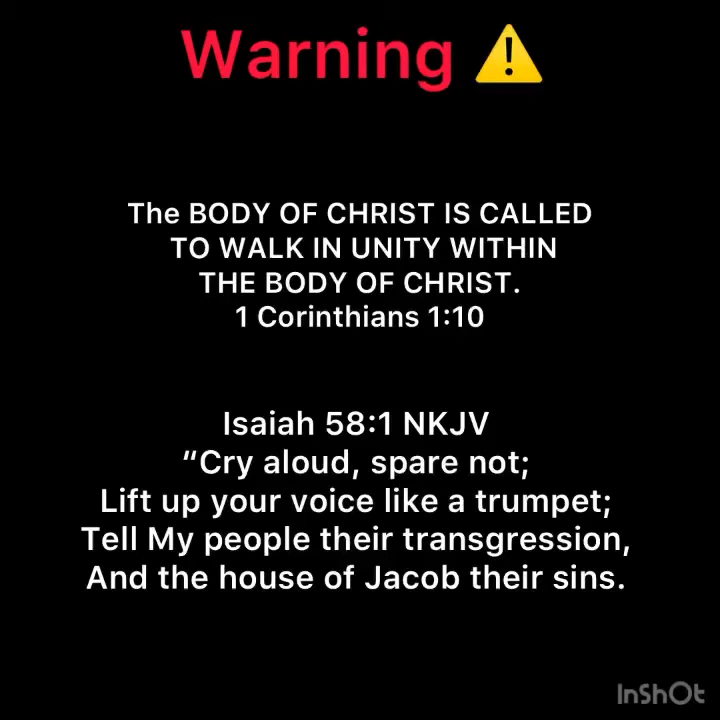 Warning ⚠️
The BODY OF CHRIST IS CALLED
TO WALK IN UNITY WITHIN
THE BODY OF CHRIST.
1 Corinthians 1:10
Isaiah 58:1 NKJV
“Cry aloud, spare not;
Lift up your voice like a trumpet;
Tell My people their transgression,
And the house of Jacob their sins.
InShOt